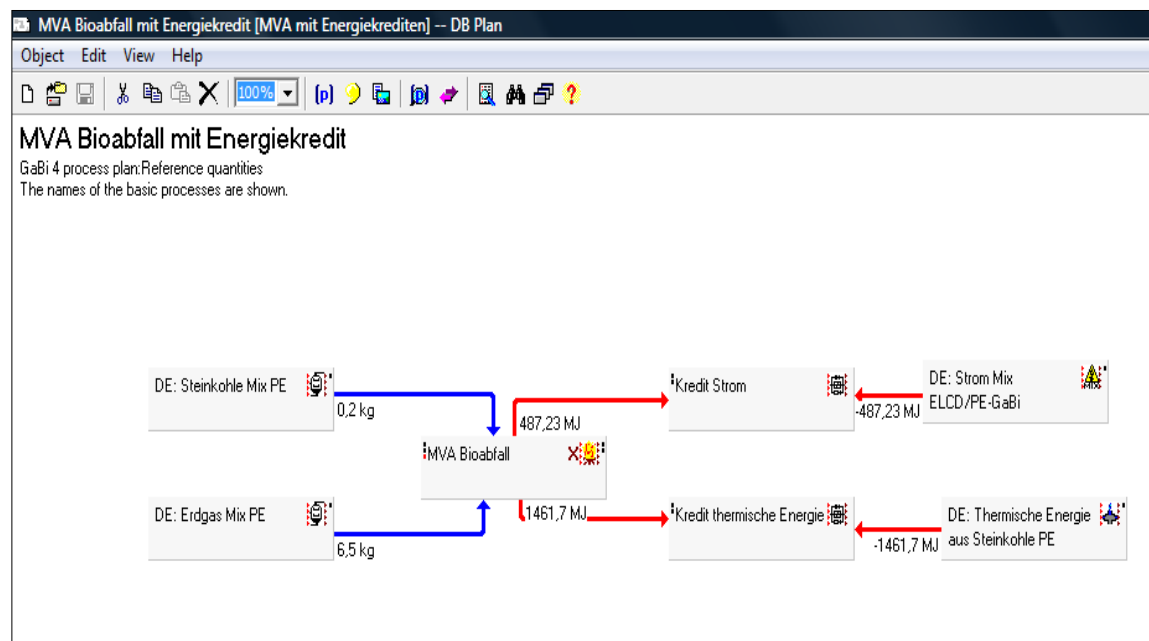 MVA Bioabfall mit Energiekredit [MVA mit Energiekrediten] -- DB Plan
Object Edit View Help
100%
MVA Bioabfall mit Energiekredit
GaBi 4 process plan:Reference quantities
The names of the basic processes are shown.
DE: Steinkohle Mix PE
0,2 kg
Kredit Strom
DE: Strom Mix
ELCD/PE-GaBi
-487,23 MJ
487,23 MJ
MVA Bioabfall
DE: Erdgas Mix PE
6,5 kg
1461,7 MJ
Kredit thermische Energie
DE: Thermische Energie
aus Steinkohle PE
-1461,7 MJ